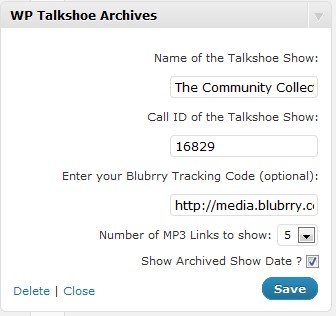 WP Talkshoe Archives
Name of the Talkshoe Show:
The Community Collec
Call ID of the Talkshoe Show:
16829
Enter your Blubrry Tracking Code (optional):
http://media.blubrry.c
Number of MP3 Links to show: 5
Show Archived Show Date ?
Delete | Close Save